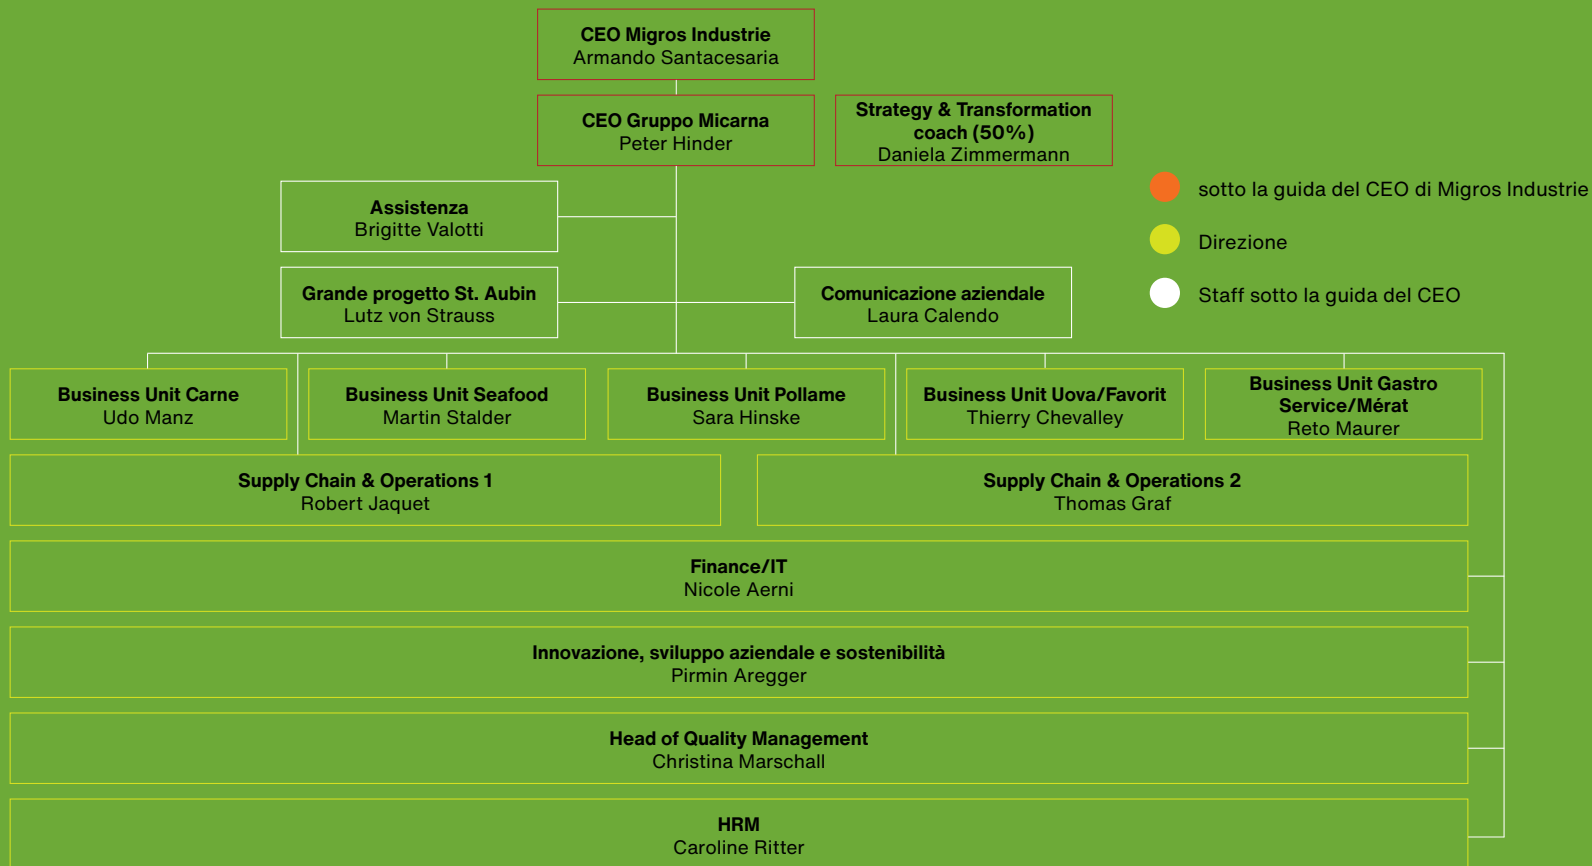 CEO Migros Industrie
Armando Santacesaria
CEO Gruppo Micarna
Peter Hinder
Strategy & Transformation
coach (50%)
Daniela Zimmermann
Assistenza
Brigitte Valotti
sotto la guida del CEO di Migros Industrie
Direzione
Staff sotto la guida del CEO
Grande progetto St. Aubin
Lutz von Strauss
Comunicazione aziendale
Laura Calendo
Business Unit Carne
Udo Manz
Business Unit Seafood
Martin Stalder
Business Unit Pollame
Sara Hinske
Business Unit Uova/Favorit
Thierry Chevalley
Business Unit Gastro
Service/Mérat
Reto Maurer
Supply Chain & Operations 1
Robert Jaquet
Supply Chain & Operations 2
Thomas Graf
Finance/IT
Nicole Aerni
Innovazione, sviluppo aziendale e sostenibilità
Pirmin Aregger
Head of Quality Management
Christina Marschall
HRM
Caroline Ritter